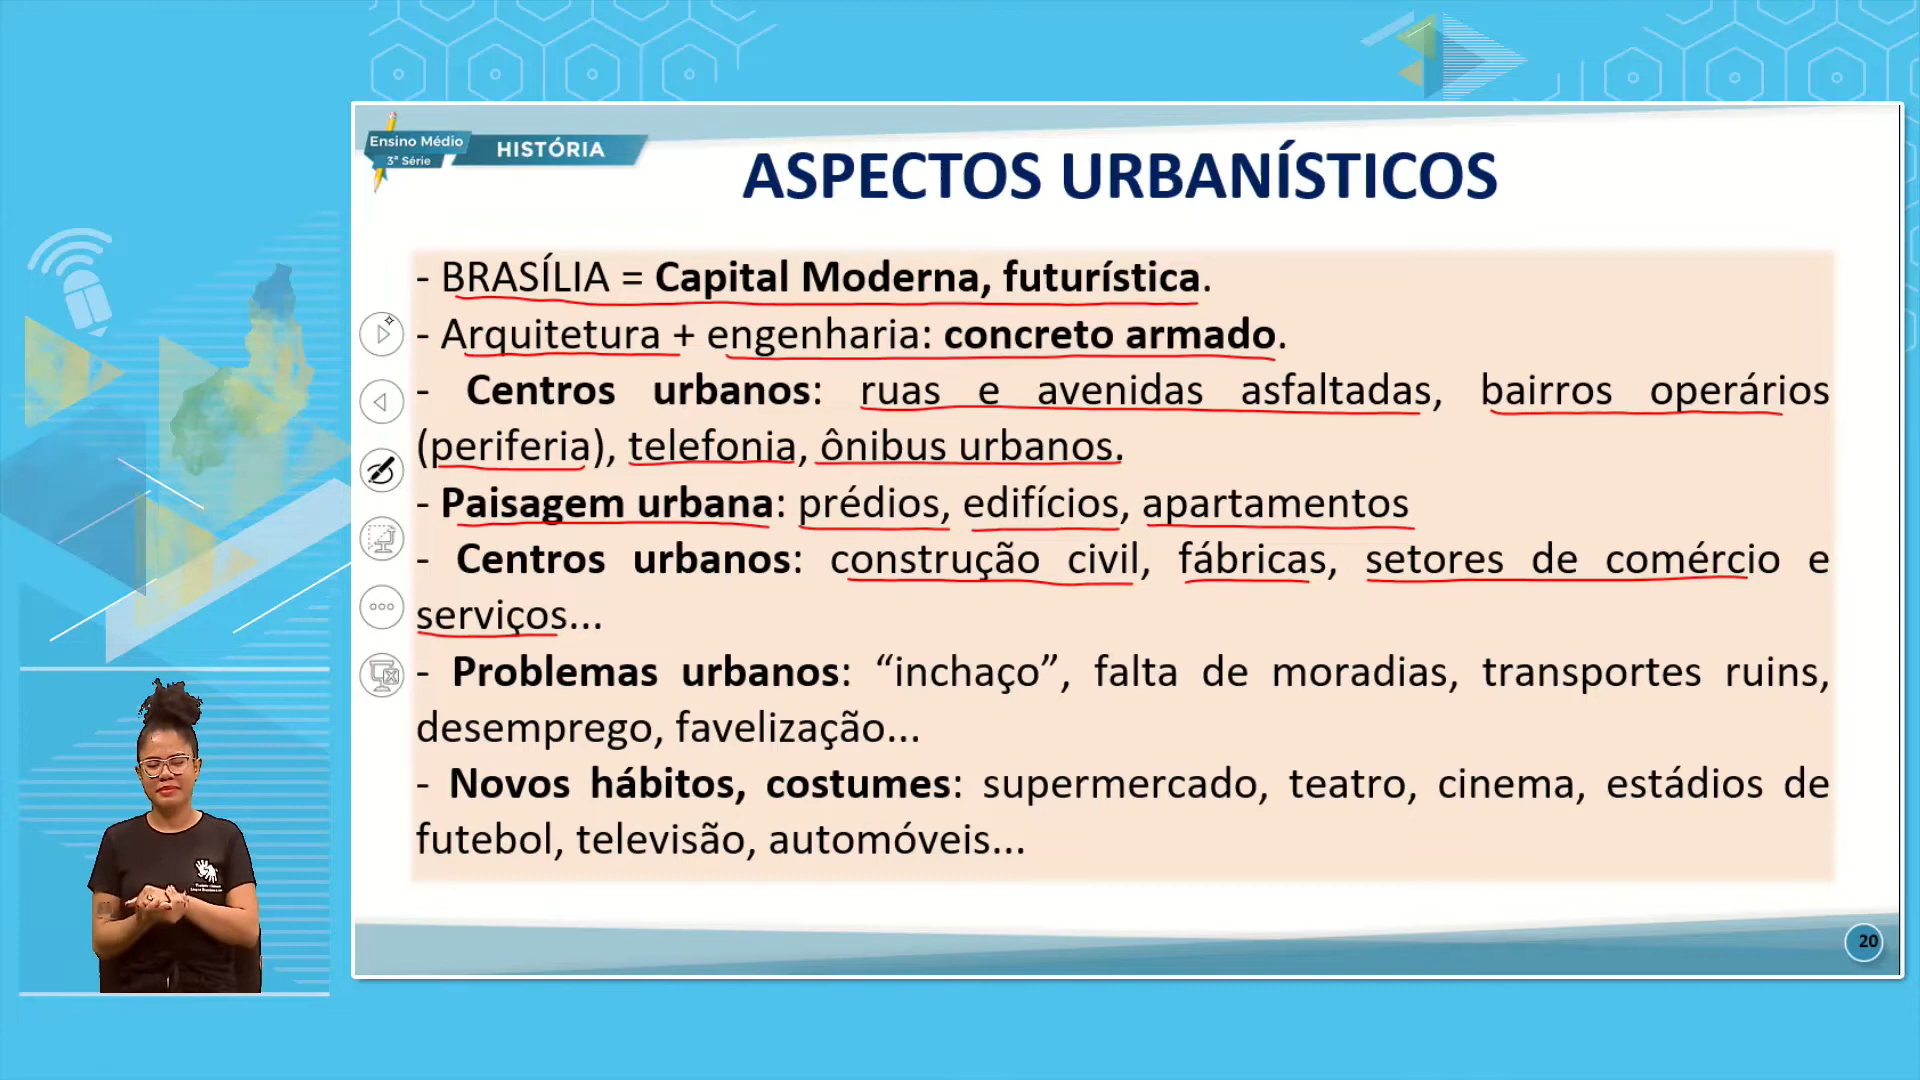 Ensino Médio
3ª Série
HISTÓRIA
ASPECTOS URBANÍSTICOS
- BRASÍLIA = Capital Moderna, futurística.
- Arquitetura + engenharia: concreto armado.
- Centros urbanos: ruas e avenidas asfaltadas, bairros operários
(periferia), telefonia, ônibus urbanos.
- Paisagem urbana: prédios, edifícios, apartamentos
- Centros urbanos: construção civil, fábricas, setores de comércio e
serviços...
- Problemas urbanos: “inchaço”, falta de moradias, transportes ruins,
desemprego, favelização...
- Novos hábitos, costumes: supermercado, teatro, cinema, estádios de
futebol, televisão, automóveis...
20